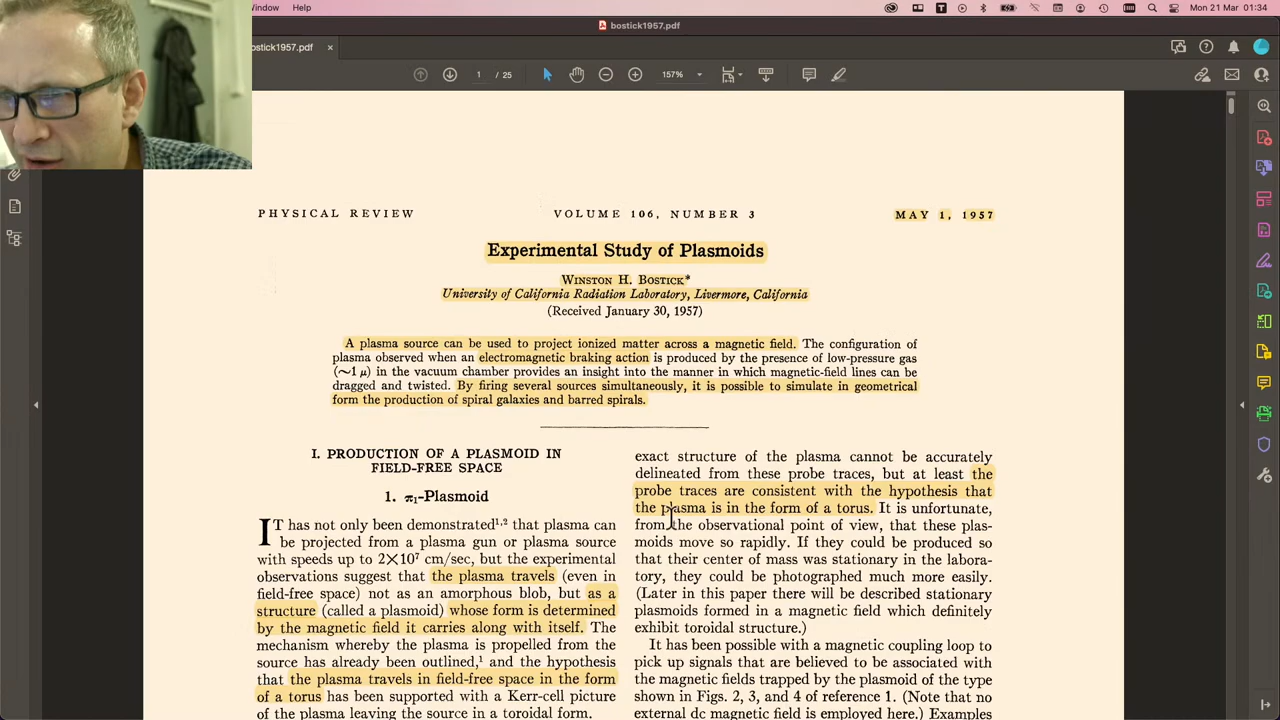 Window Help
Mon 21 Mar 01:34
bostick1957.pdf
ostick1957.pdf ×
1 / 25
157%
PHYSICAL REVIEW VOLUME 106, NUMBER 3 MAY 1, 1957
Experimental Study of Plasmoids
WINSTON H. BOSTICK*
University of California Radiation Laboratory, Livermore, California
(Received January 30, 1957)
A plasma source can be used to project ionized matter across a magnetic field. The configuration of
plasma observed when an electromagnetic braking action is produced by the presence of low-pressure gas
(∼1 μ) in the vacuum chamber provides an insight into the manner in which magnetic-field lines can be
dragged and twisted. By firing several sources simultaneously, it is possible to simulate in geometrical
form the production of spiral galaxies and barred spirals.
I. PRODUCTION OF A PLASMOID IN
FIELD-FREE SPACE
1. π₁-Plasmoid
IT has not only been demonstrated¹,² that plasma can
be projected from a plasma gun or plasma source
with speeds up to 2×10⁷ cm/sec, but the experimental
observations suggest that the plasma travels (even in
field-free space) not as an amorphous blob, but as a
structure (called a plasmoid) whose form is determined
by the magnetic field it carries along with itself. The
mechanism whereby the plasma is propelled from the
source has already been outlined,¹ and the hypothesis
that the plasma travels in field-free space in the form
of a torus has been supported with a Kerr-cell picture
of the plasma leaving the source in a toroidal form.
exact structure of the plasma cannot be accurately
delineated from these probe traces, but at least the
probe traces are consistent with the hypothesis that
the plasma is in the form of a torus. It is unfortunate,
from the observational point of view, that these plas-
moids move so rapidly. If they could be produced so
that their center of mass was stationary in the labora-
tory, they could be photographed much more easily.
(Later in this paper there will be described stationary
plasmoids formed in a magnetic field which definitely
exhibit toroidal structure.)
It has been possible with a magnetic coupling loop to
pick up signals that are believed to be associated with
the magnetic fields trapped by the plasmoid of the type
shown in Figs. 2, 3, and 4 of reference 1. (Note that no
external dc magnetic field is employed here.) Examples